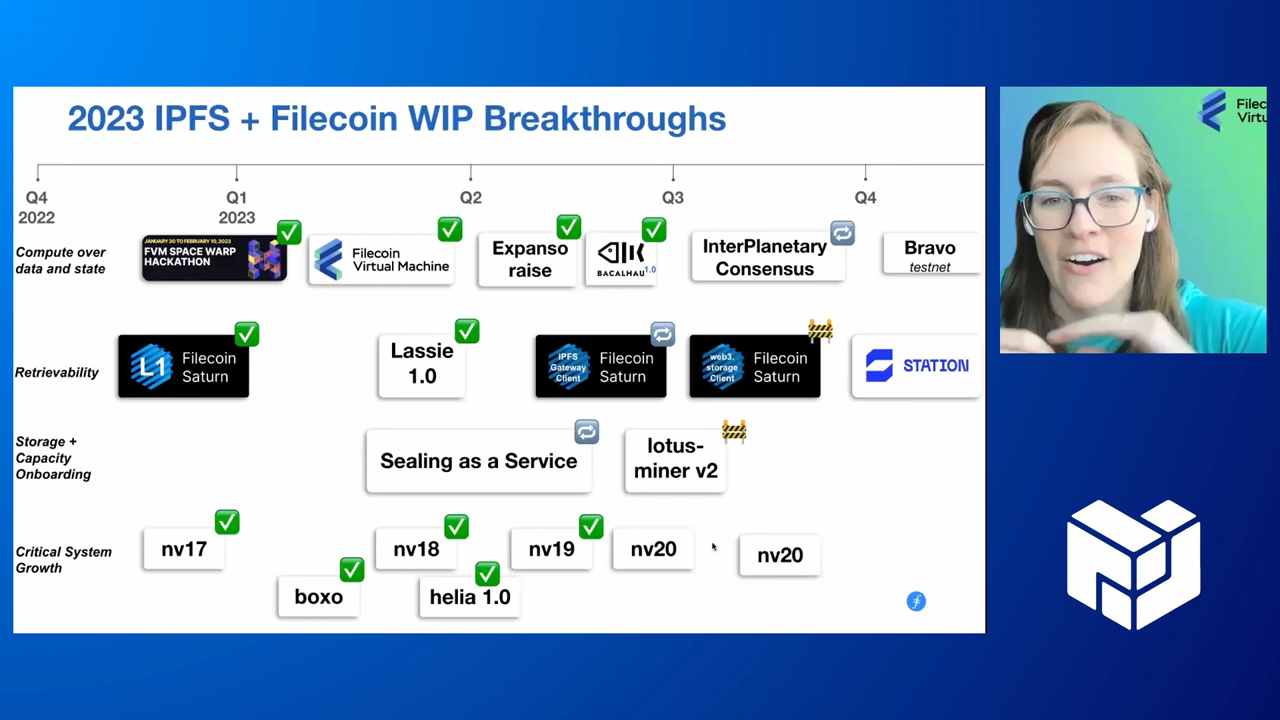 2023 IPFS + Filecoin WIP Breakthroughs
Q4
2022
Q1
2023
Q2
Q3
Q4
Compute over
data and state
JANUARY 20 TO FEBRUARY 10, 2023
FVM SPACE WARP
HACKATHON
Filecoin
Virtual Machine
Expanso
raise
BACALHAU 1.0
InterPlanetary
Consensus
Bravo
testnet
Retrievability
L1
Filecoin
Saturn
Lassie
1.0
IPFS
Gateway
Client
Filecoin
Saturn
web3.
storage
Client
Filecoin
Saturn
STATION
Storage +
Capacity
Onboarding
Sealing as a Service
lotus-
miner v2
Critical System
Growth
nv17
nv18
nv19
nv20
nv20
boxo
helia 1.0
Filec
Virtu